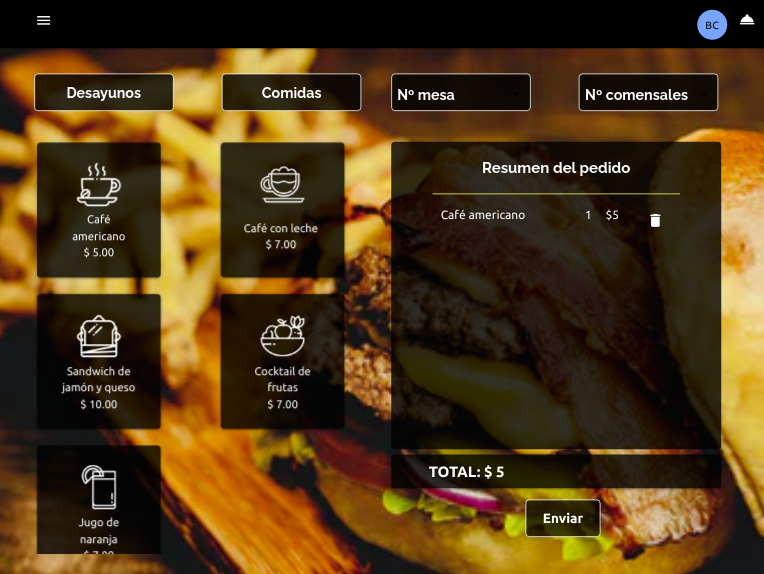 BC
Desayunos
Comidas
Nº mesa
Nº comensales
Café
americano
$ 5.00
Café con leche
$ 7.00
Sandwich de
jamón y queso
$ 10.00
Cocktail de
frutas
$ 7.00
Jugo de
naranja
$ 7.00
Resumen del pedido
Café americano 1 $5
TOTAL: $ 5
Enviar